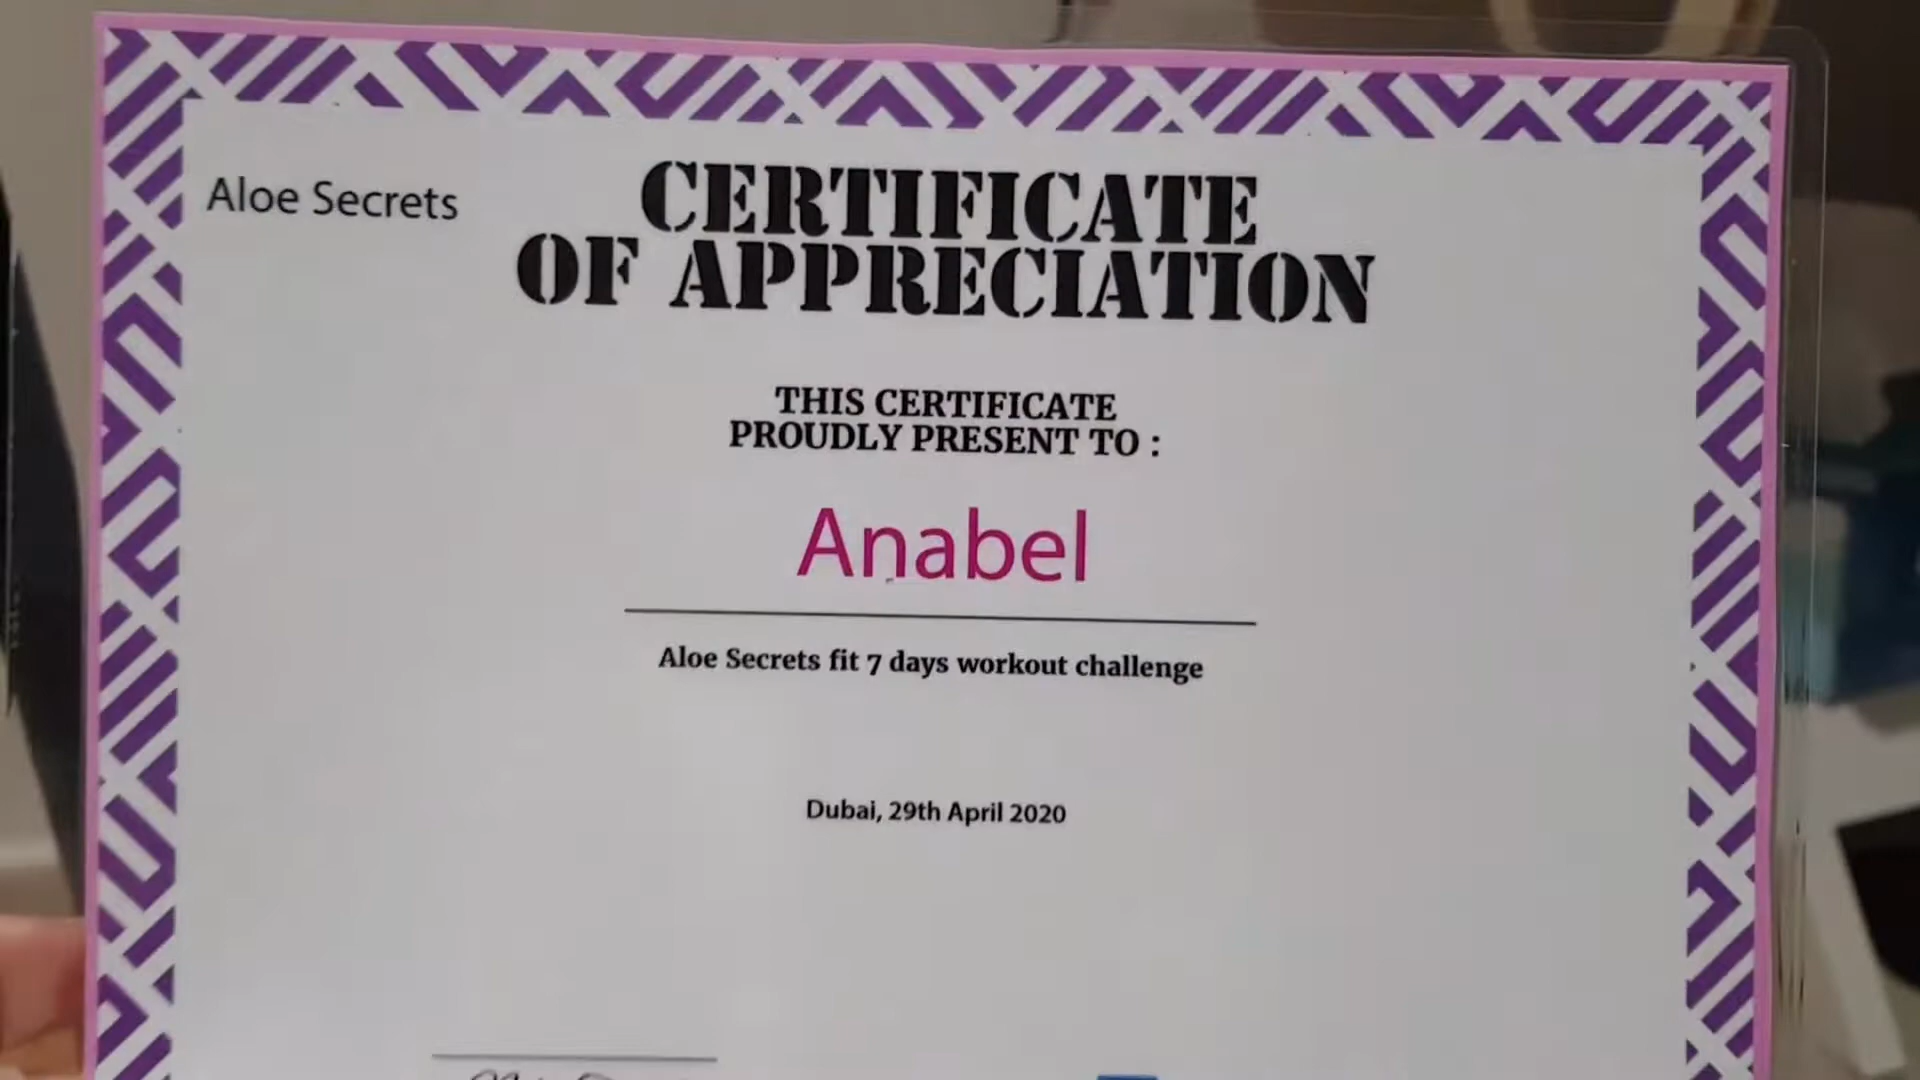 Aloe Secrets
CERTIFICATE
OF APPRECIATION
THIS CERTIFICATE
PROUDLY PRESENT TO :
Anabel
Aloe Secrets fit 7 days workout challenge
Dubai, 29th April 2020